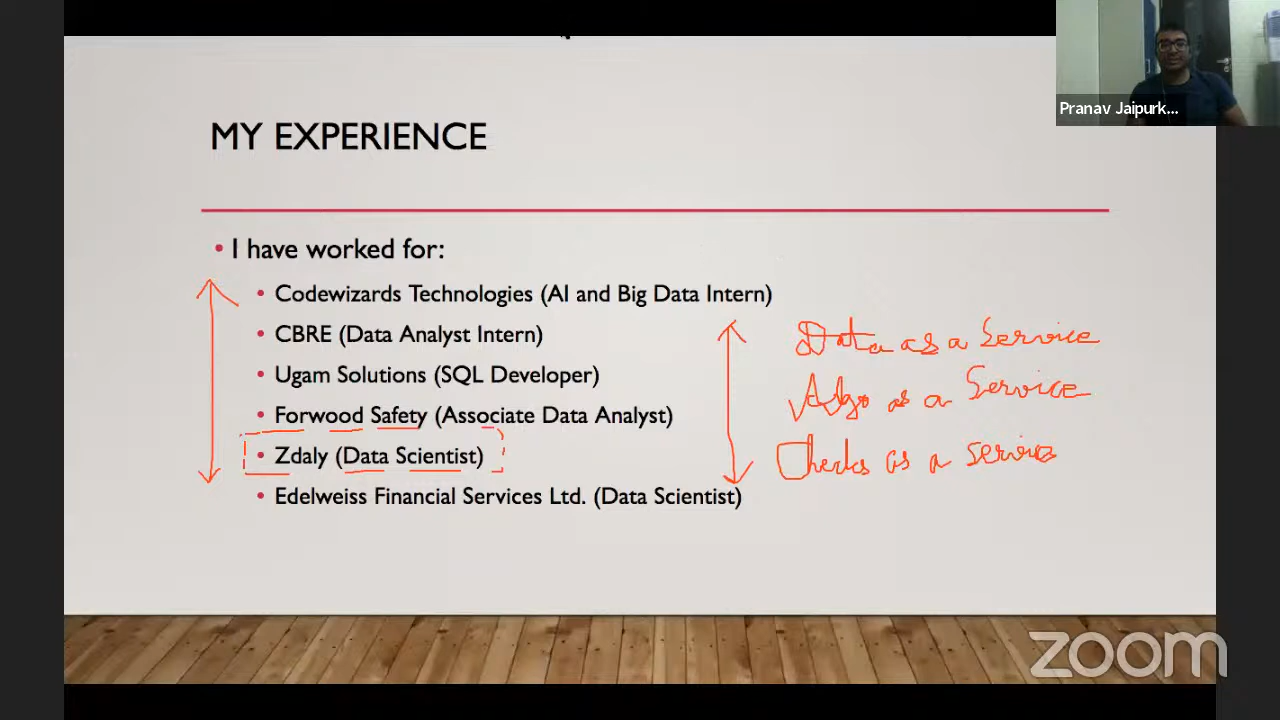 Pranav Jaipurk...
MY EXPERIENCE
• I have worked for:
• Codewizards Technologies (AI and Big Data Intern)
• CBRE (Data Analyst Intern)
• Ugam Solutions (SQL Developer)
• Forwood Safety (Associate Data Analyst)
• Zdaly (Data Scientist)
• Edelweiss Financial Services Ltd. (Data Scientist)
Data as a Service
Algo as a Service
as a service
zoom